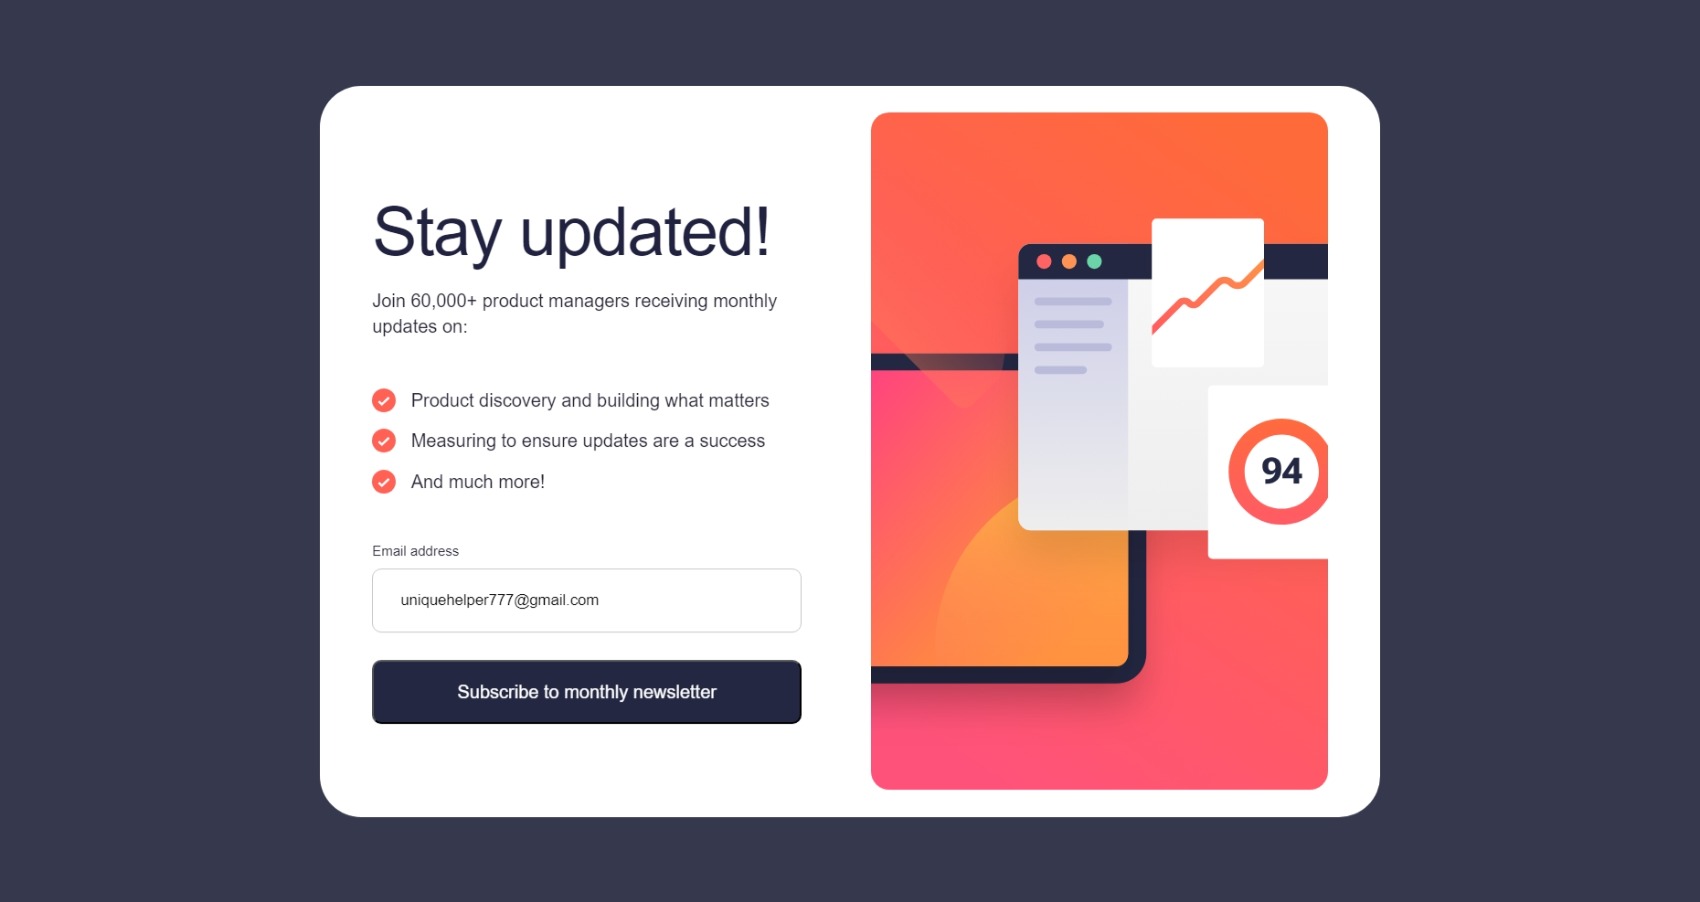 Stay updated!
Join 60,000+ product managers receiving monthly
updates on:
Product discovery and building what matters
Measuring to ensure updates are a success
And much more!
Email address
uniquehelper777@gmail.com
Subscribe to monthly newsletter
94